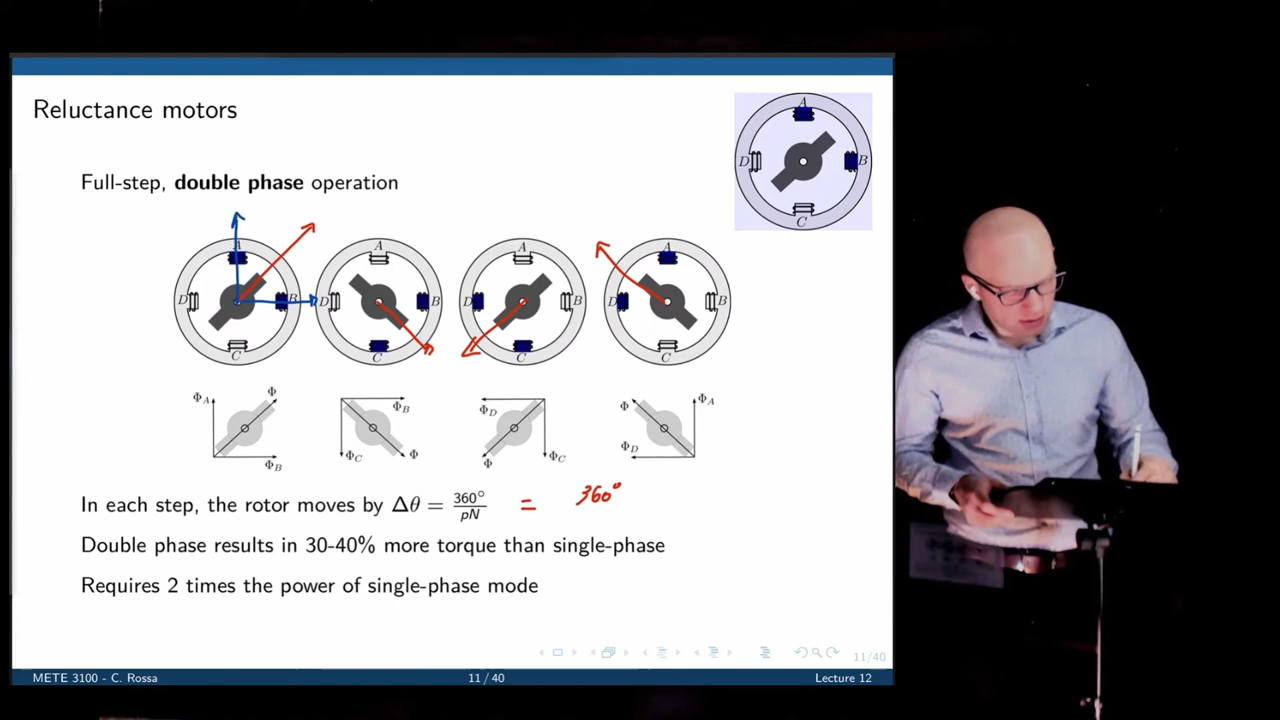 Reluctance motors
Full-step, double phase operation
A
D
B
C
A
D
B
C
A
D
B
C
A
D
B
C
A
D
B
C
Φ_A
Φ
Φ_B
Φ_B
Φ_C
Φ
Φ_D
Φ_C
Φ
Φ
Φ_A
Φ_D
In each step, the rotor moves by Δθ = 360°/pN = 360°
Double phase results in 30-40% more torque than single-phase
Requires 2 times the power of single-phase mode
11/40
METE 3100 - C. Rossa
11 / 40
Lecture 12